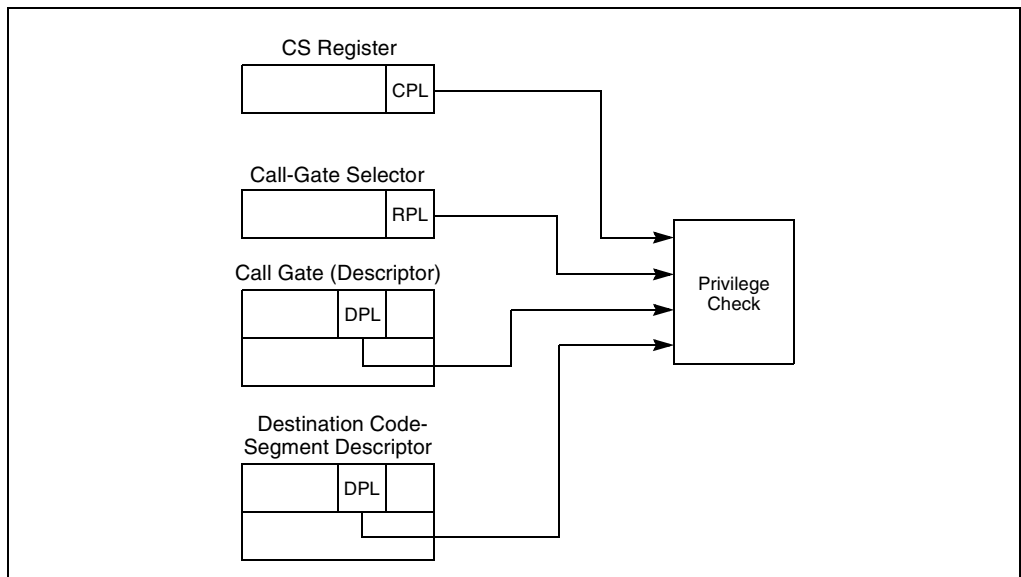 CS Register
CPL
Call-Gate Selector
RPL
Call Gate (Descriptor)
DPL
Privilege
Check
Destination Code-
Segment Descriptor
DPL